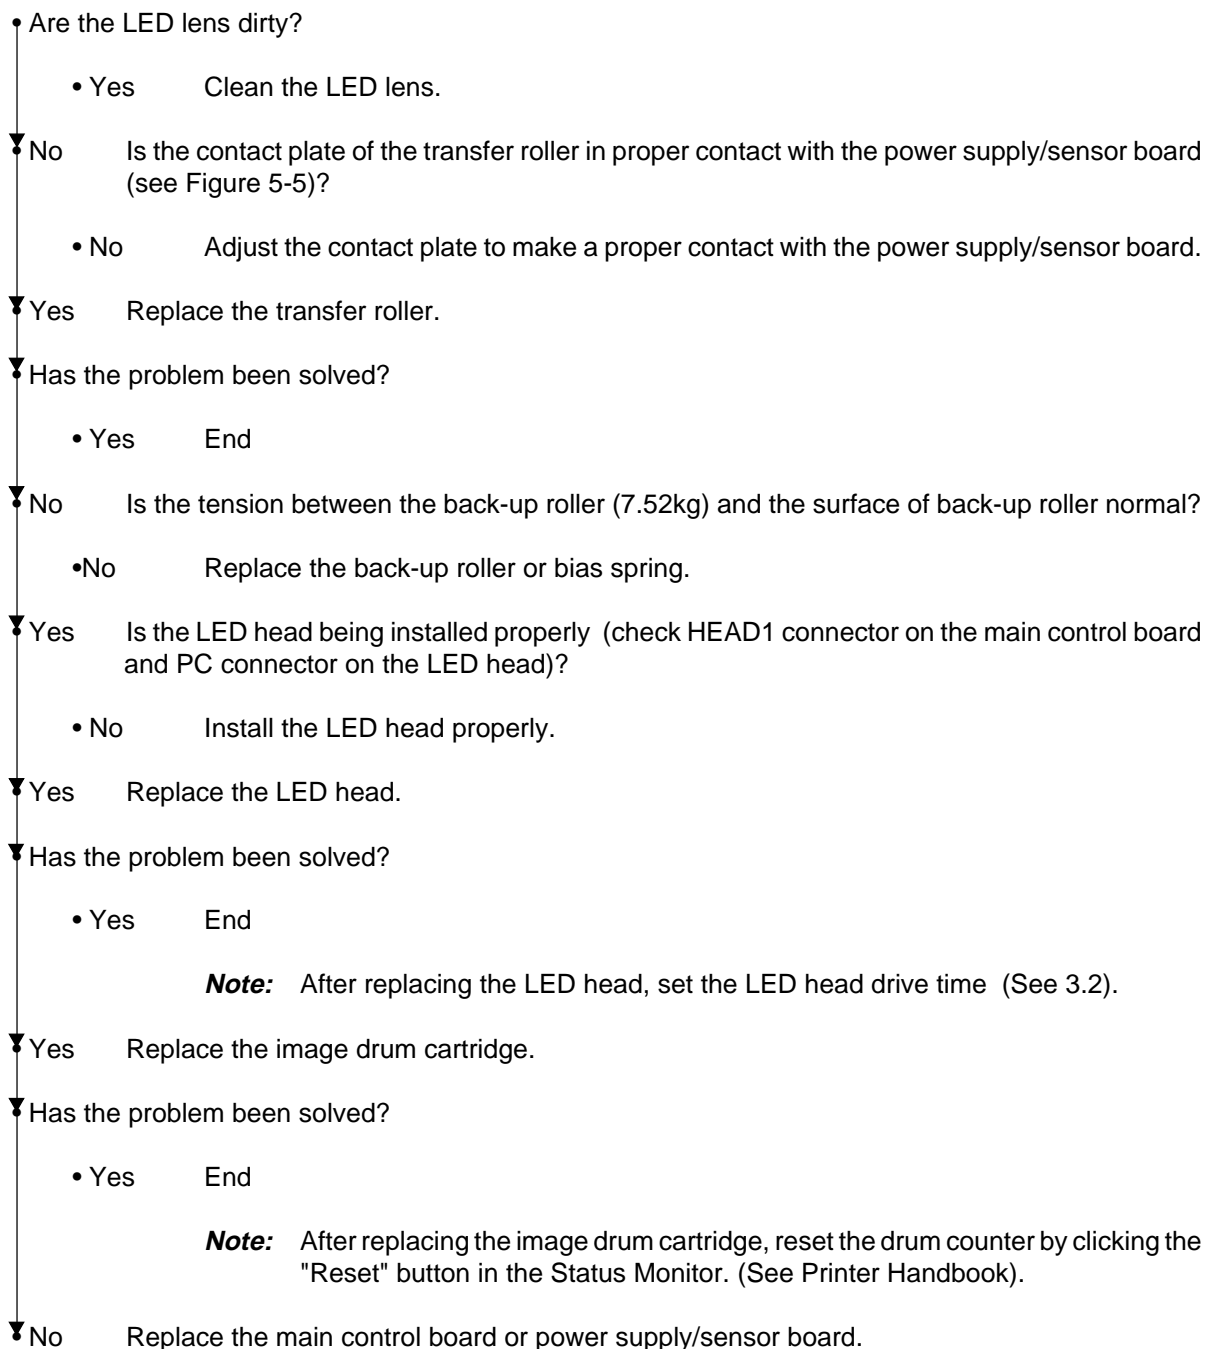 • Are the LED lens dirty?
• Yes Clean the LED lens.
• No Is the contact plate of the transfer roller in proper contact with the power supply/sensor board
(see Figure 5-5)?
• No Adjust the contact plate to make a proper contact with the power supply/sensor board.
• Yes Replace the transfer roller.
• Has the problem been solved?
• Yes End
• No Is the tension between the back-up roller (7.52kg) and the surface of back-up roller normal?
•No Replace the back-up roller or bias spring.
• Yes Is the LED head being installed properly (check HEAD1 connector on the main control board
and PC connector on the LED head)?
• No Install the LED head properly.
• Yes Replace the LED head.
• Has the problem been solved?
• Yes End
Note: After replacing the LED head, set the LED head drive time (See 3.2).
• Yes Replace the image drum cartridge.
• Has the problem been solved?
• Yes End
Note: After replacing the image drum cartridge, reset the drum counter by clicking the
"Reset" button in the Status Monitor. (See Printer Handbook).
• No Replace the main control board or power supply/sensor board.